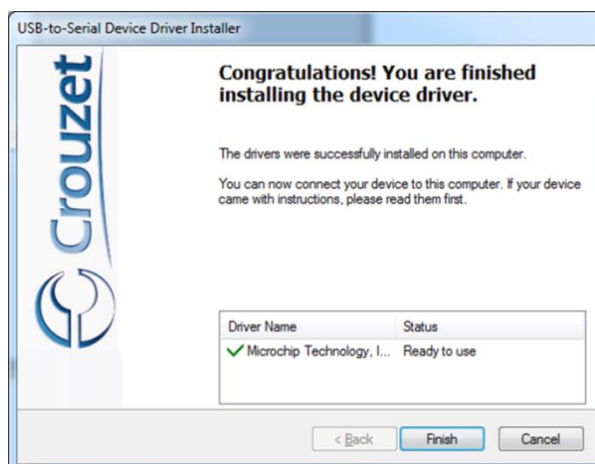 USB-to-Serial Device Driver Installer
Crouzet
Congratulations! You are finished
installing the device driver.
The drivers were successfully installed on this computer.
You can now connect your device to this computer. If your device
came with instructions, please read them first.
Driver Name Status
Microchip Technology, I... Ready to use
< Back Finish Cancel